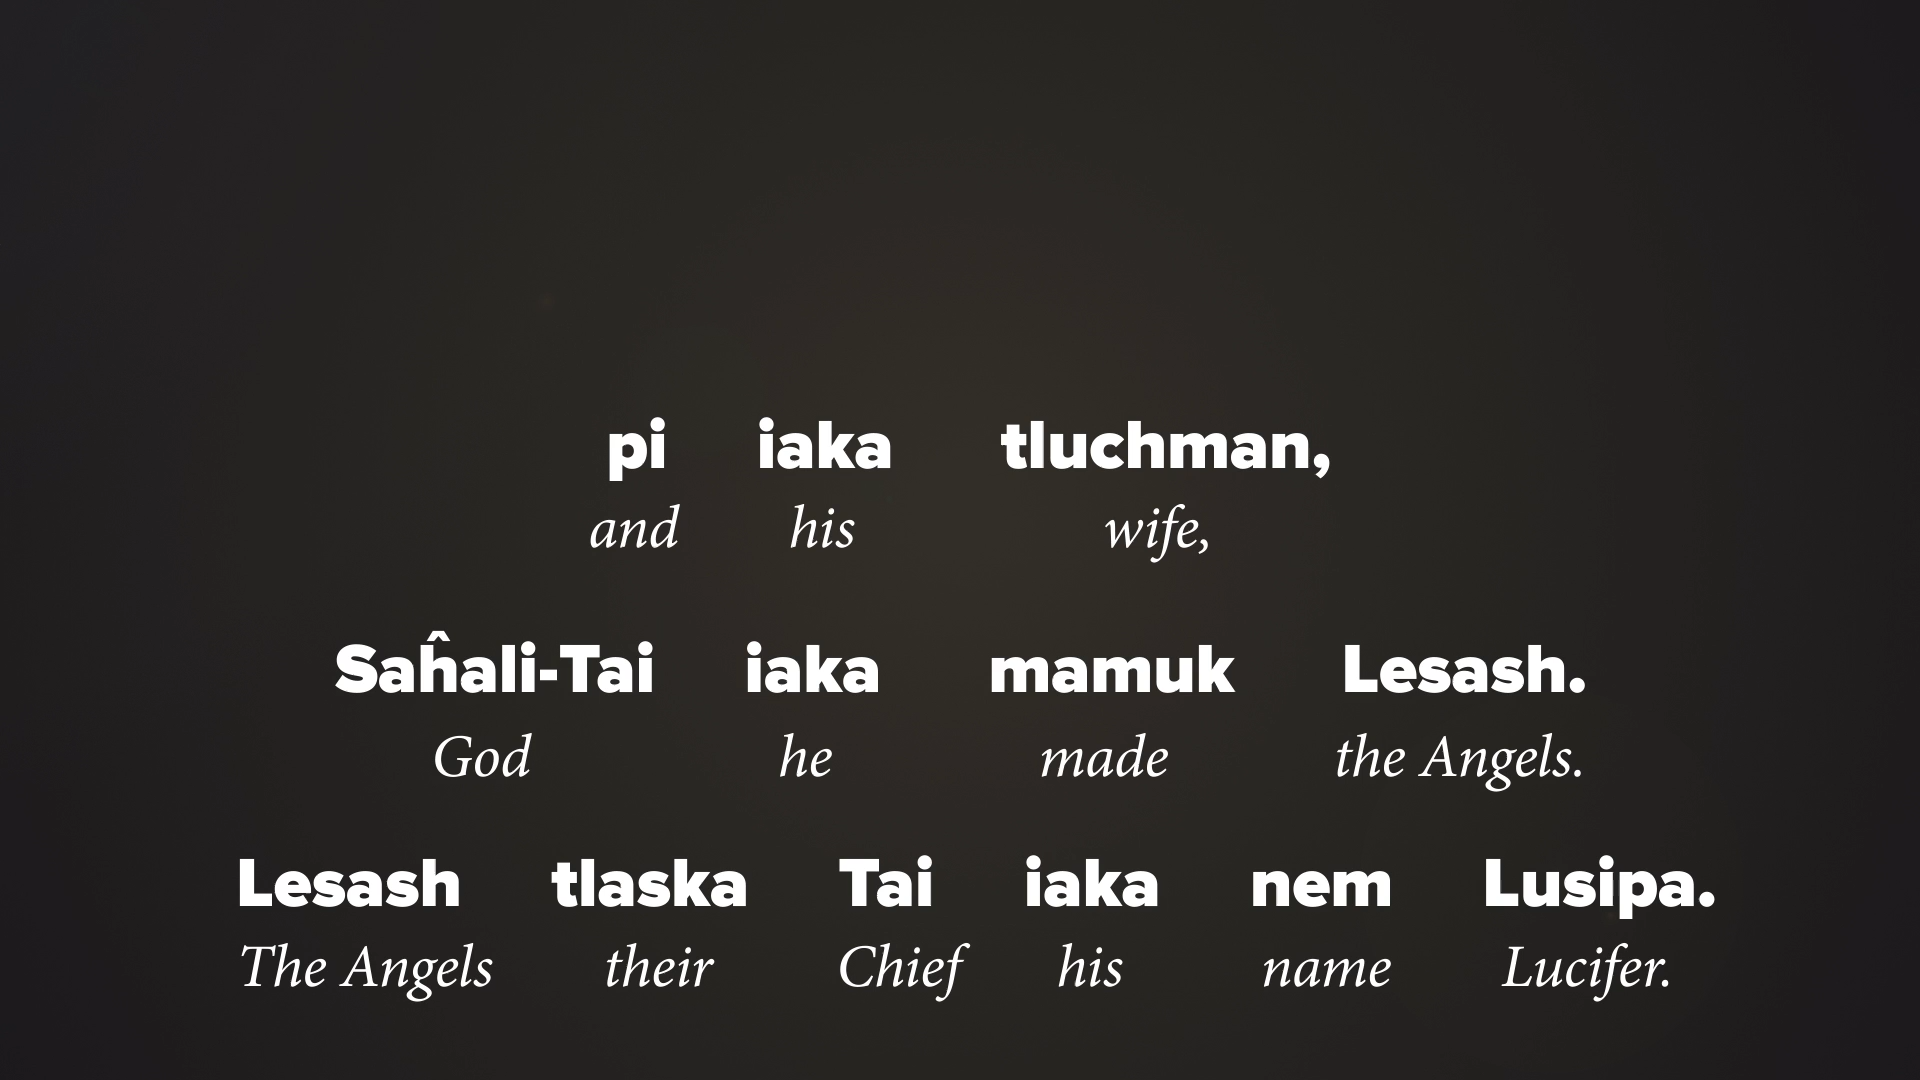 pi iaka tluchman,
and his wife,
Saĥali-Tai iaka mamuk Lesash.
God he made the Angels.
Lesash tlaska Tai iaka nem Lusipa.
The Angels their Chief his name Lucifer.